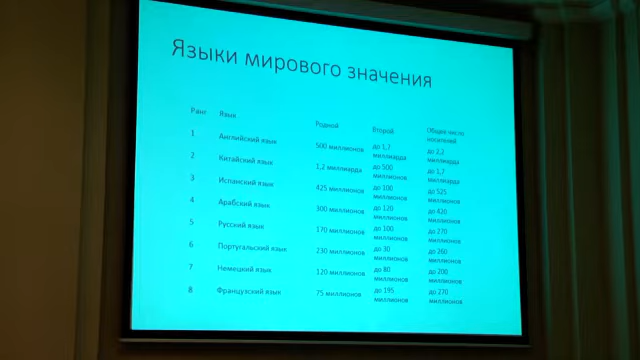 Языки мирового значения
Ранг Язык Родной Второй Общее число носителей
1 Английский язык 500 миллионов до 1,7 миллиарда до 2,2 миллиарда
2 Китайский язык 1,2 миллиарда до 500 миллионов до 1,7 миллиарда
3 Испанский язык 425 миллионов до 100 миллионов до 525 миллионов
4 Арабский язык 300 миллионов до 120 миллионов до 420 миллионов
5 Русский язык 170 миллионов до 100 миллионов до 270 миллионов
6 Португальский язык 230 миллионов до 30 миллионов до 260 миллионов
7 Немецкий язык 120 миллионов до 80 миллионов до 200 миллионов
8 Французский язык 75 миллионов до 195 миллионов до 270 миллионов